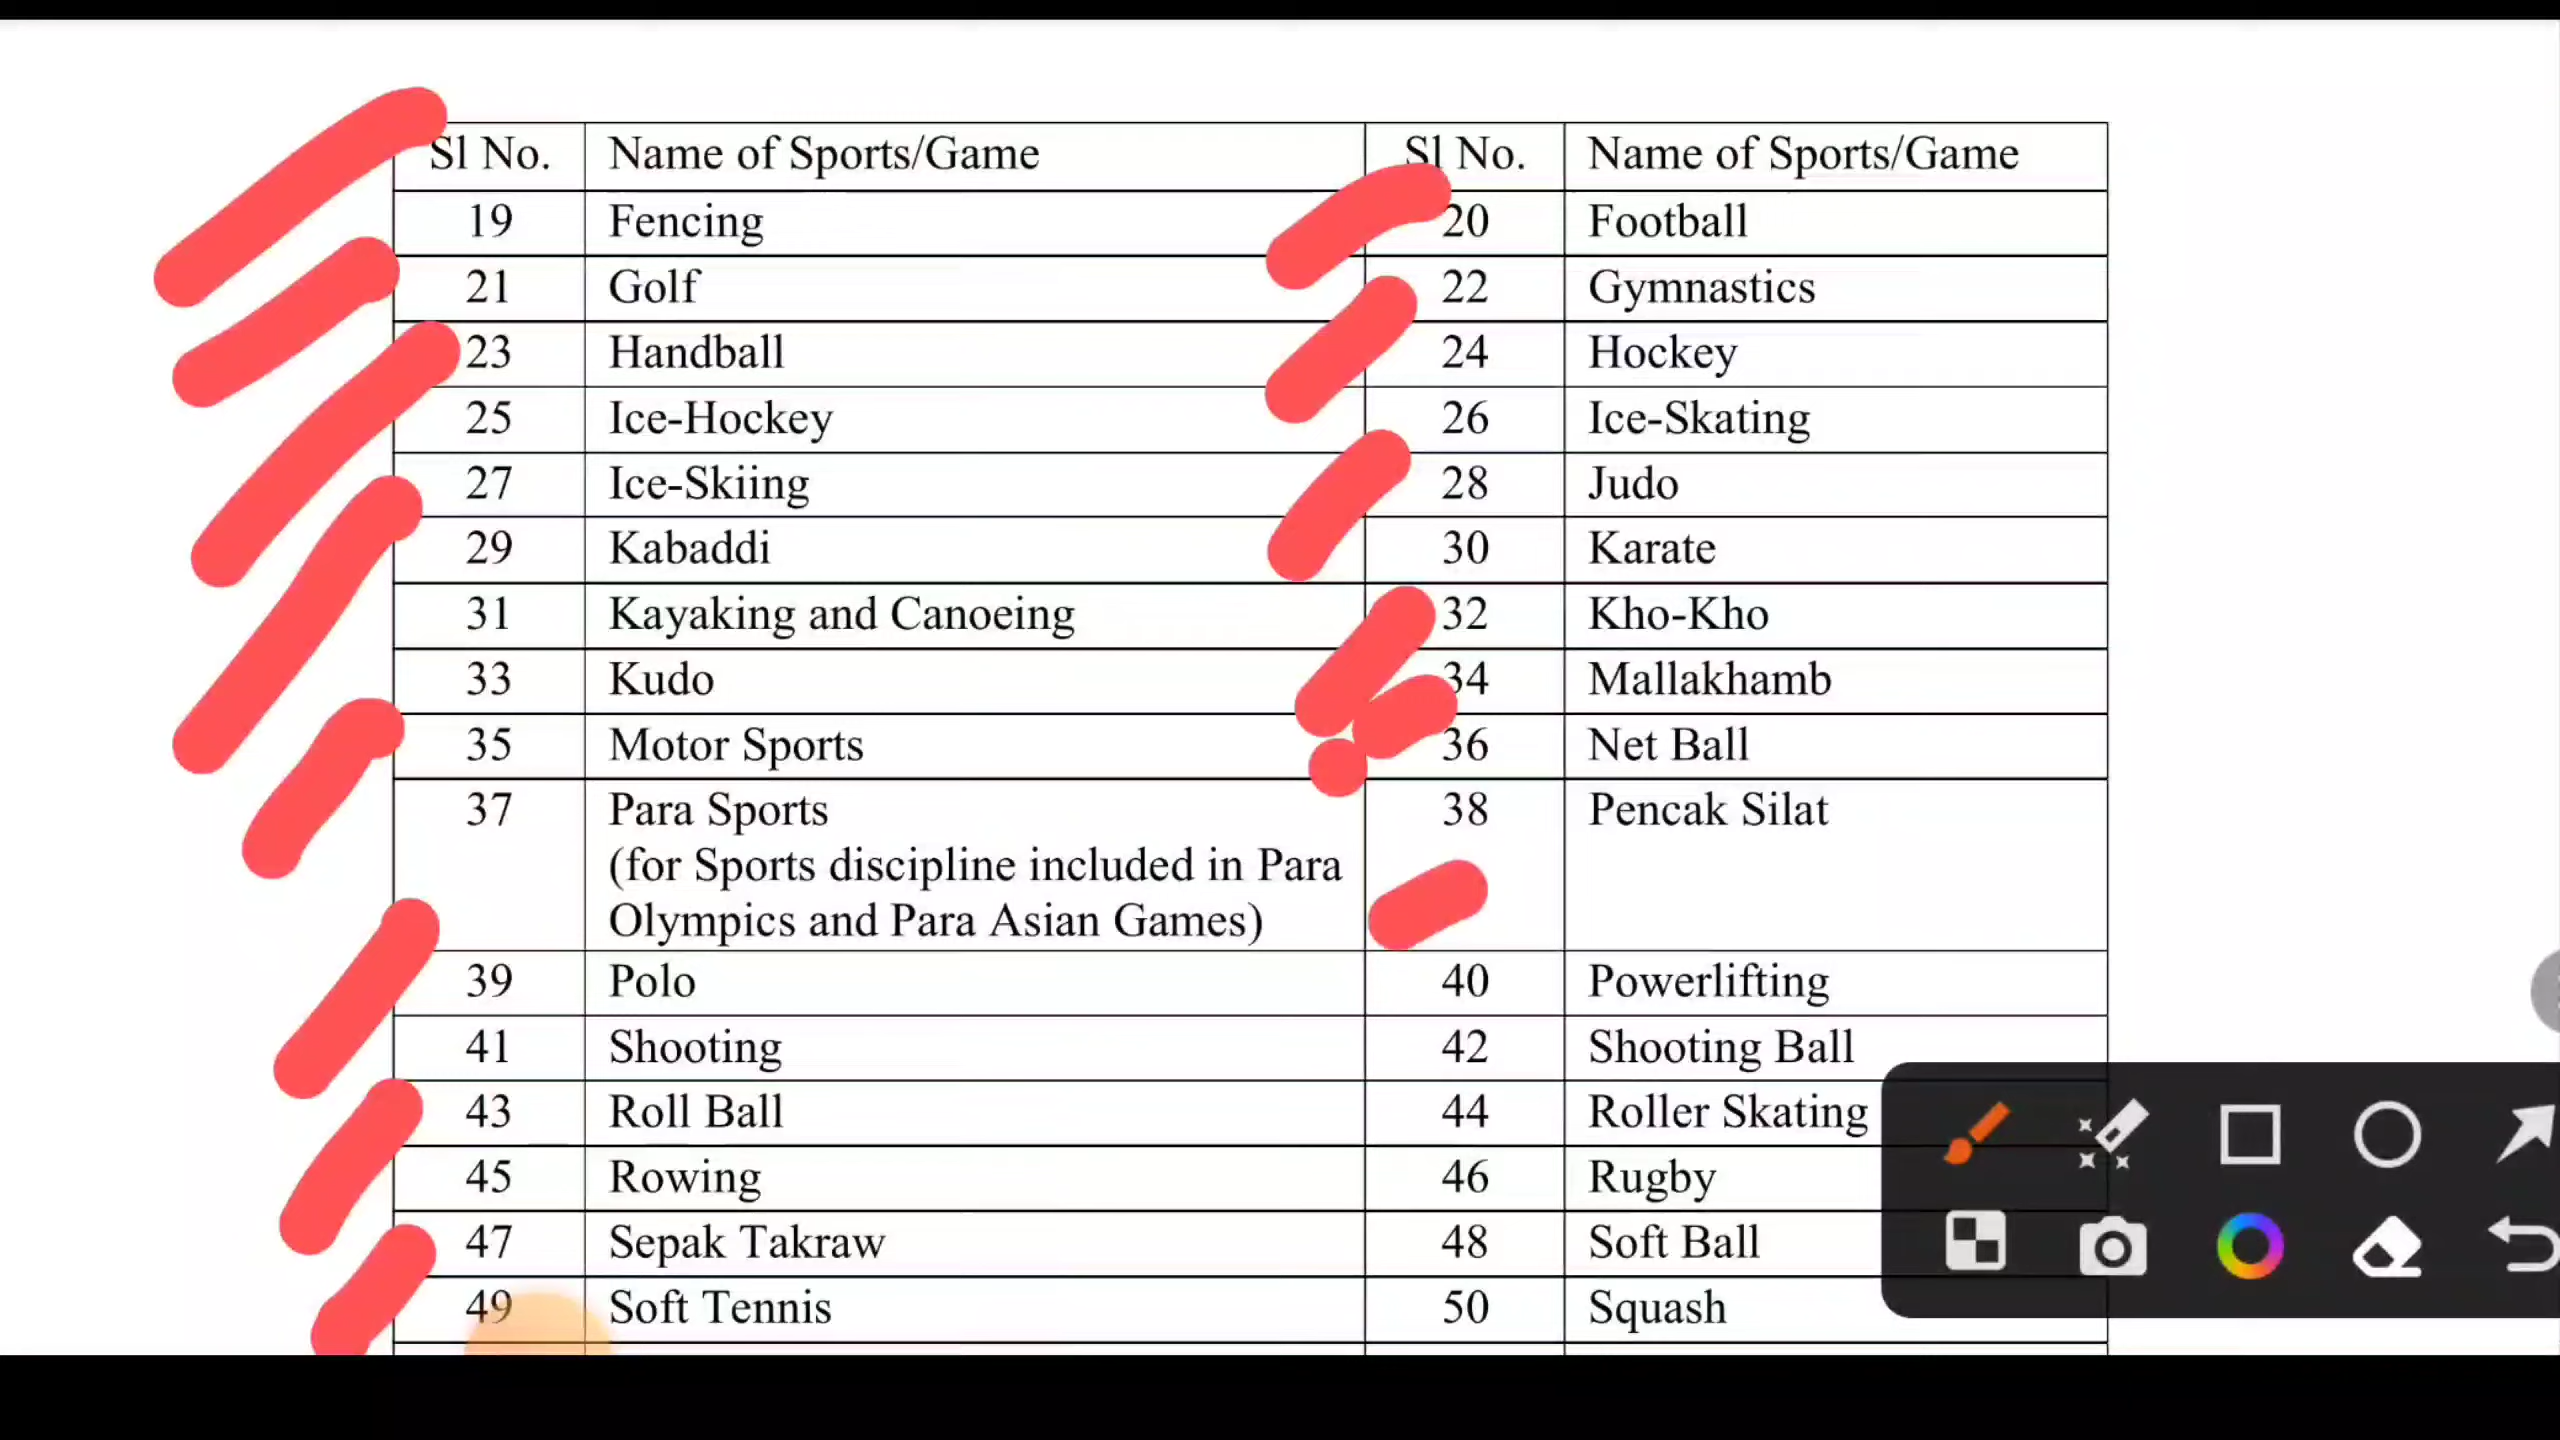 Sl No. Name of Sports/Game Sl No. Name of Sports/Game
19 Fencing 20 Football
21 Golf 22 Gymnastics
23 Handball 24 Hockey
25 Ice-Hockey 26 Ice-Skating
27 Ice-Skiing 28 Judo
29 Kabaddi 30 Karate
31 Kayaking and Canoeing 32 Kho-Kho
33 Kudo 34 Mallakhamb
35 Motor Sports 36 Net Ball
37 Para Sports 38 Pencak Silat
(for Sports discipline included in Para
Olympics and Para Asian Games)
39 Polo 40 Powerlifting
41 Shooting 42 Shooting Ball
43 Roll Ball 44 Roller Skating
45 Rowing 46 Rugby
47 Sepak Takraw 48 Soft Ball
49 Soft Tennis 50 Squash